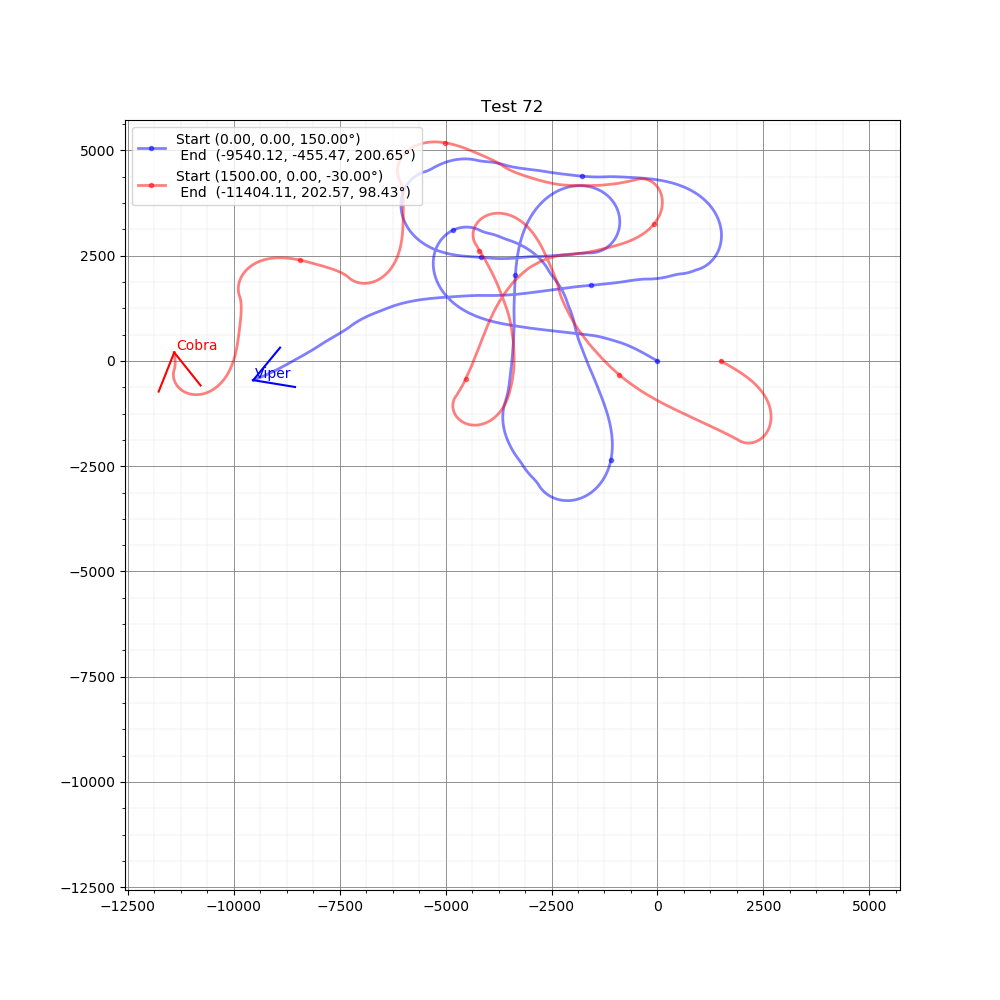 Test 72
Start (0.00, 0.00, 150.00°)
End (-9540.12, -455.47, 200.65°)
Start (1500.00, 0.00, -30.00°)
End (-11404.11, 202.57, 98.43°)
5000
2500
0
−2500
−5000
−7500
−10000
−12500
Cobra
Viper
−12500 −10000 −7500 −5000 −2500 0 2500 5000